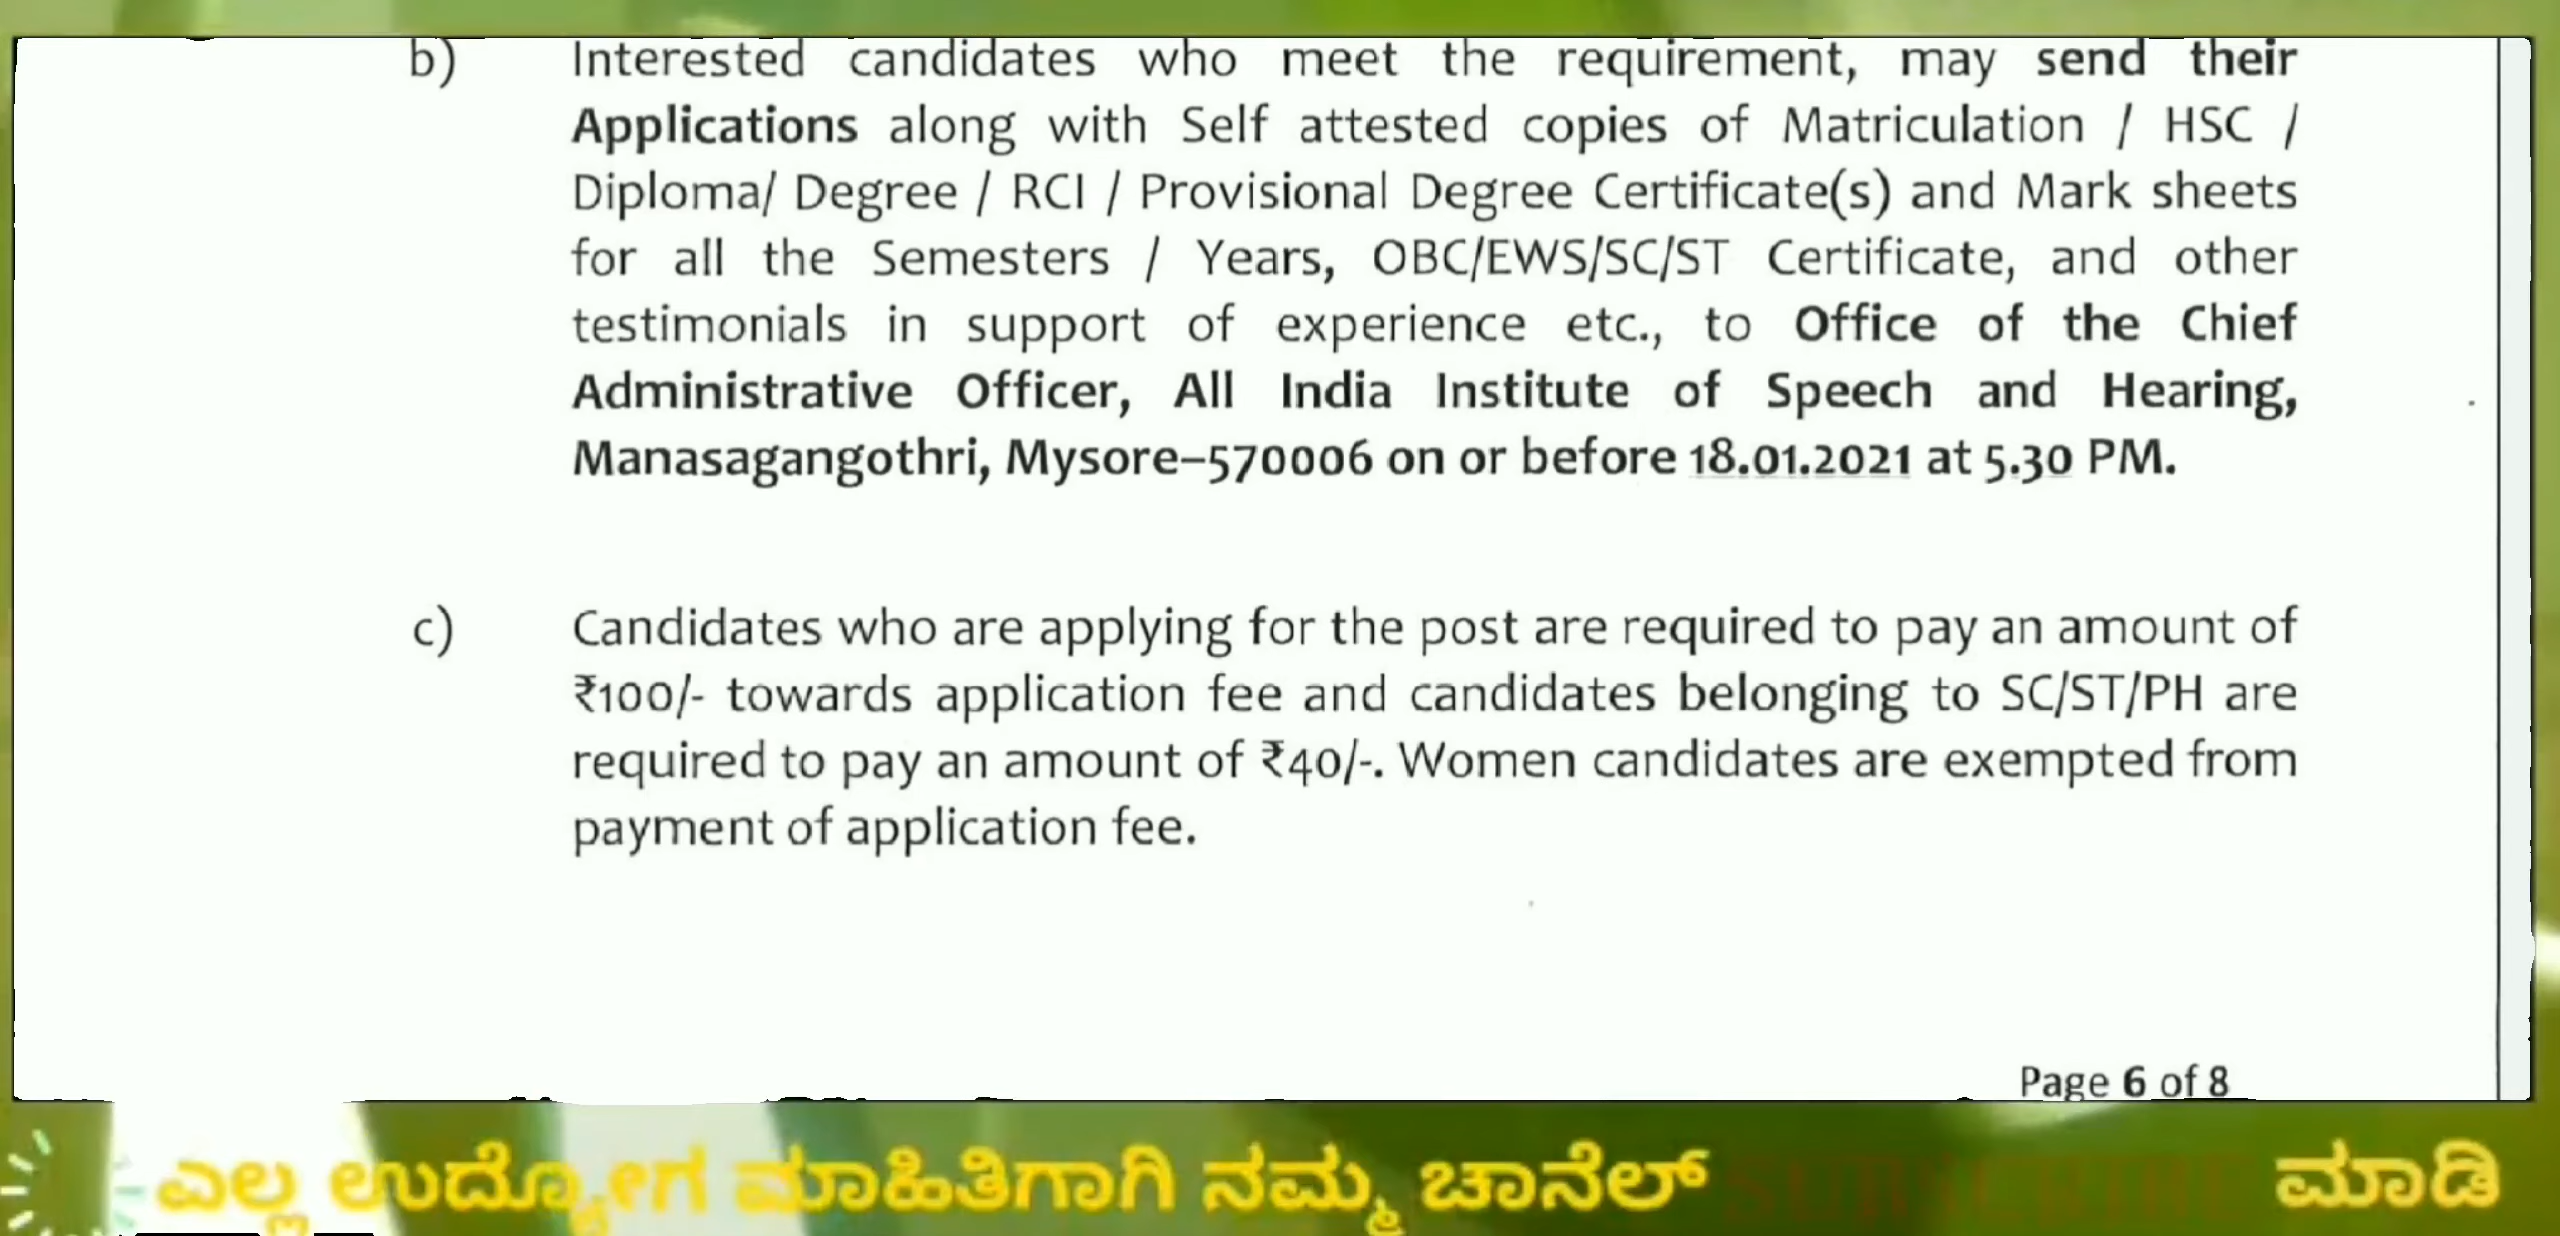 b) Interested candidates who meet the requirement, may send their
Applications along with Self attested copies of Matriculation / HSC /
Diploma/ Degree / RCI / Provisional Degree Certificate(s) and Mark sheets
for all the Semesters / Years, OBC/EWS/SC/ST Certificate, and other
testimonials in support of experience etc., to Office of the Chief
Administrative Officer, All India Institute of Speech and Hearing,
Manasagangothri, Mysore–570006 on or before 18.01.2021 at 5.30 PM.
c) Candidates who are applying for the post are required to pay an amount of
₹100/- towards application fee and candidates belonging to SC/ST/PH are
required to pay an amount of ₹40/-. Women candidates are exempted from
payment of application fee.
Page 6 of 8
ಎಲ್ಲ ಉದ್ಯೋಗ ಮಾಹಿತಿಗಾಗಿ ನಮ್ಮ ಚಾನೆಲ್ SUBSCRIBE ಮಾಡಿ